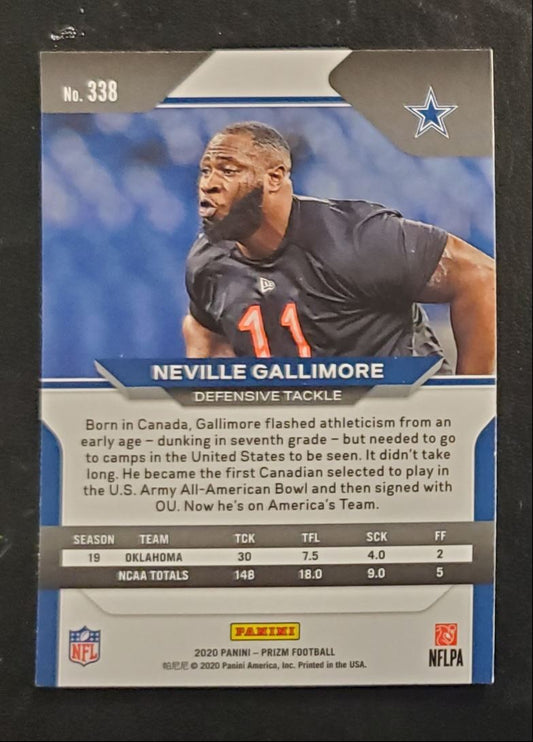 No. 338
11
NEVILLE GALLIMORE
DEFENSIVE TACKLE
Born in Canada, Gallimore flashed athleticism from an
early age – dunking in seventh grade – but needed to go
to camps in the United States to be seen. It didn't take
long. He became the first Canadian selected to play in
the U.S. Army All-American Bowl and then signed with
OU. Now he's on America's Team.
SEASON TEAM TCK TFL SCK FF
19 OKLAHOMA 30 7.5 4.0 2
NCAA TOTALS 148 18.0 9.0 5
PANINI
NFL
NFLPA
2020 PANINI – PRIZM FOOTBALL
帕尼尼 © 2020 Panini America, Inc. Printed in the USA.